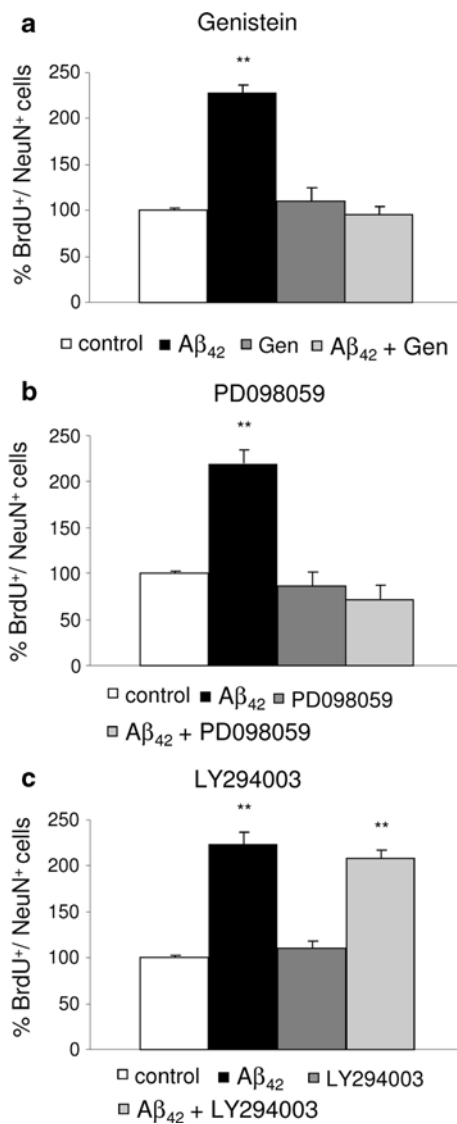 a
Genistein
**
250
200
150
100
50
0
% BrdU⁺/ NeuN⁺ cells
control Aβ₄₂ Gen Aβ₄₂ + Gen
b
PD098059
**
250
200
150
100
50
0
% BrdU⁺/ NeuN⁺ cells
control Aβ₄₂ PD098059
Aβ₄₂ + PD098059
c
LY294003
** **
250
200
150
100
50
0
% BrdU⁺/ NeuN⁺ cells
control Aβ₄₂ LY294003
Aβ₄₂ + LY294003